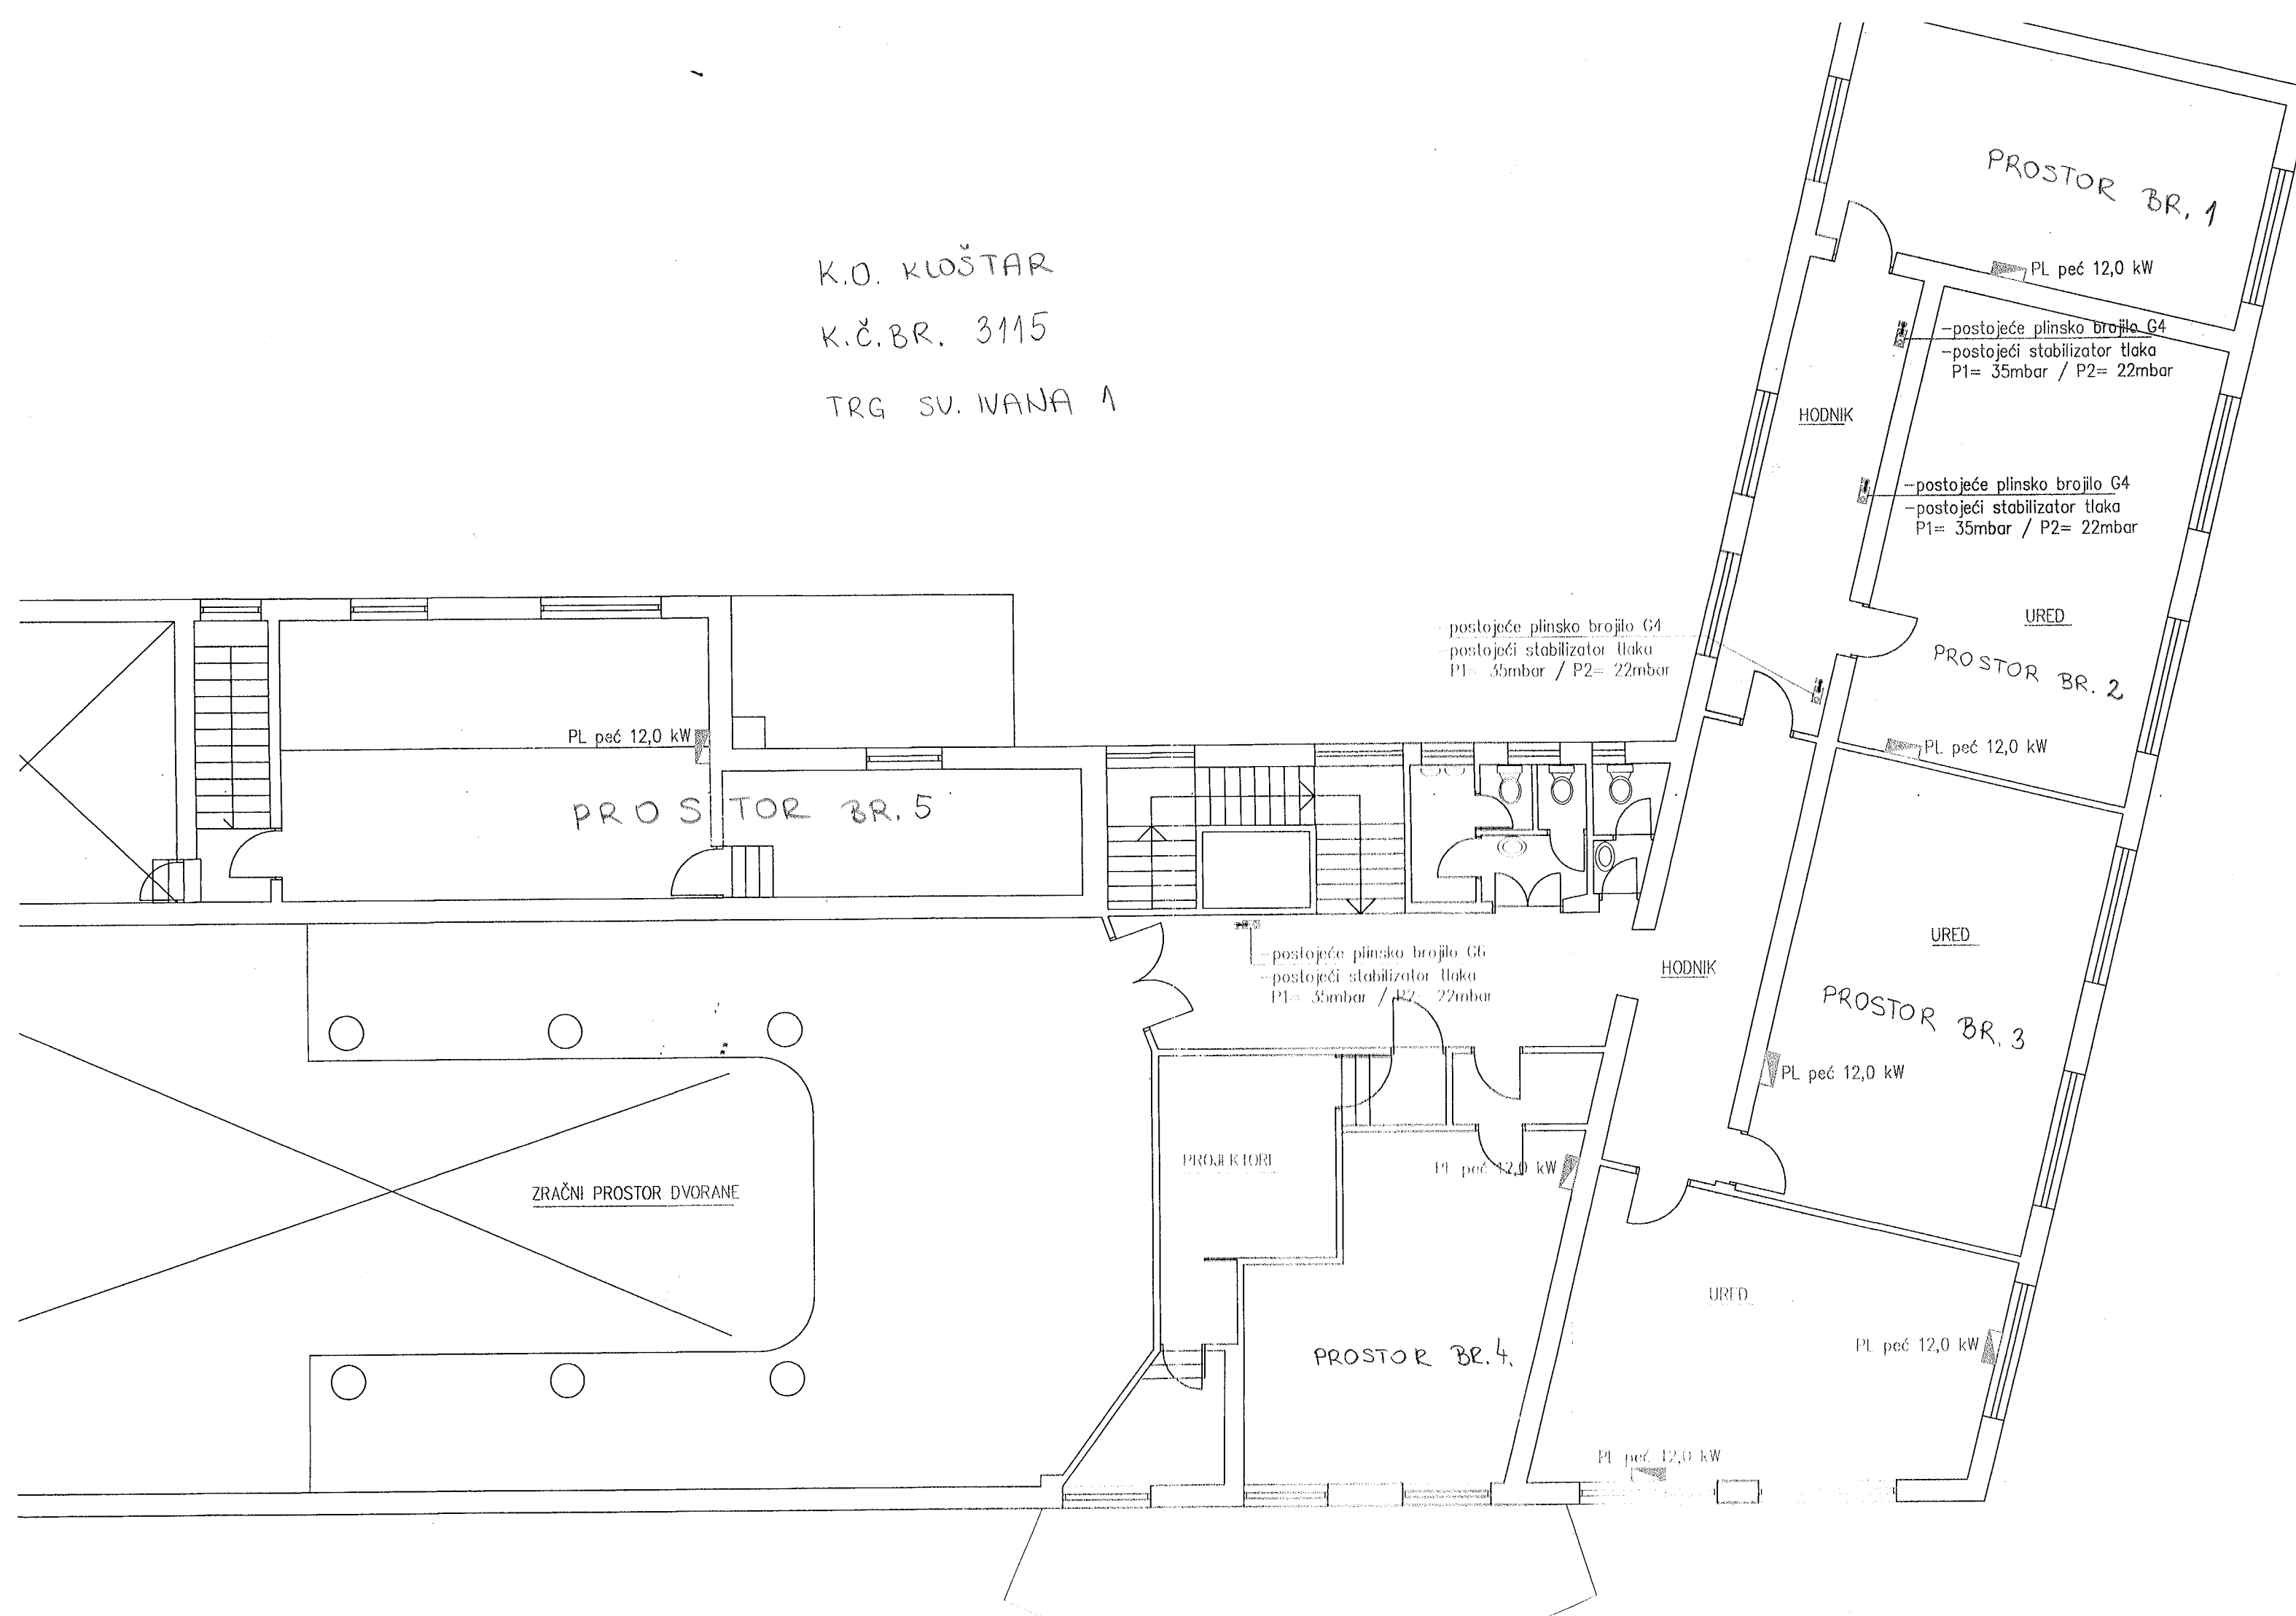 PROSTOR BR. 1
PL peć 12,0 kW
K.O. KLOŠTAR
K.Č.BR. 3115
TRG SV. IVANA 1
-postojeće plinsko brojilo G4
-postojeći stabilizator tlaka
P1= 35mbar / P2= 22mbar
HODNIK
-postojeće plinsko brojilo G4
-postojeći stabilizator tlaka
P1= 35mbar / P2= 22mbar
URED
PROSTOR BR. 2
-postojeće plinsko brojilo G4
-postojeći stabilizator tlaka
P1= 35mbar / P2= 22mbar
PL peć 12,0 kW
PL peć 12,0 kW
PROSTOR BR. 5
URED
PROSTOR BR. 3
-postojeće plinsko brojilo G6
-postojeći stabilizator tlaka
P1= 35mbar / P2= 22mbar
HODNIK
PL peć 12,0 kW
PROJEKTORI
PL peć 12,0 kW
ZRAČNI PROSTOR DVORANE
URED
PROSTOR BR. 4.
PL peć 12,0 kW
PL peć 12,0 kW